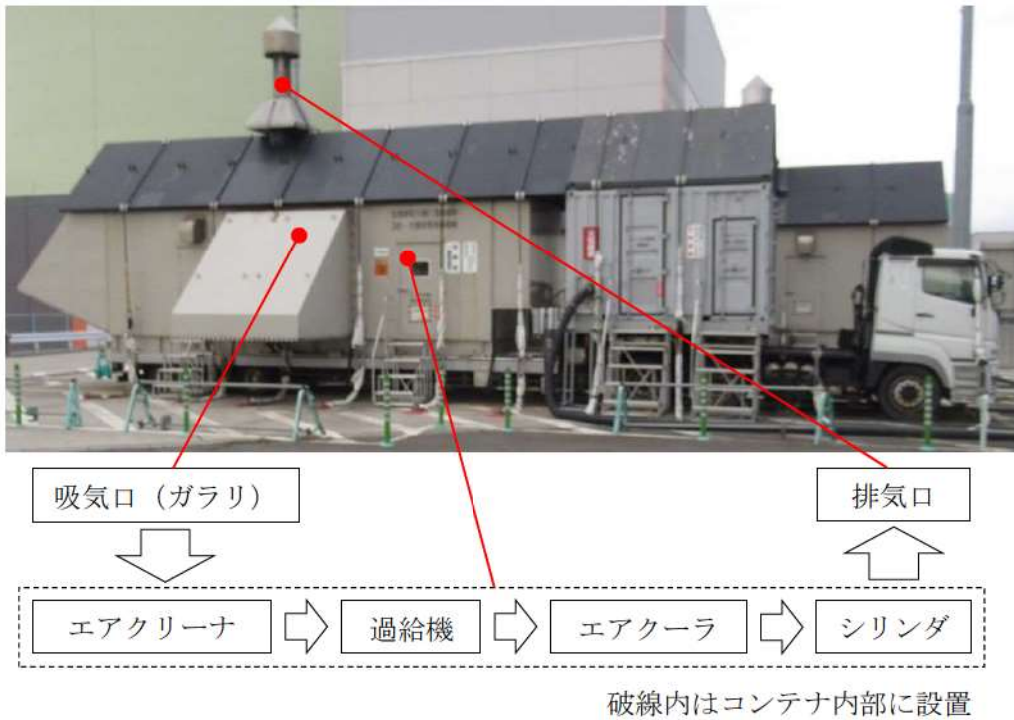 吸気口（ガラリ）
排気口
エアクリーナ
過給機
エアクーラ
シリンダ
破線内はコンテナ内部に設置